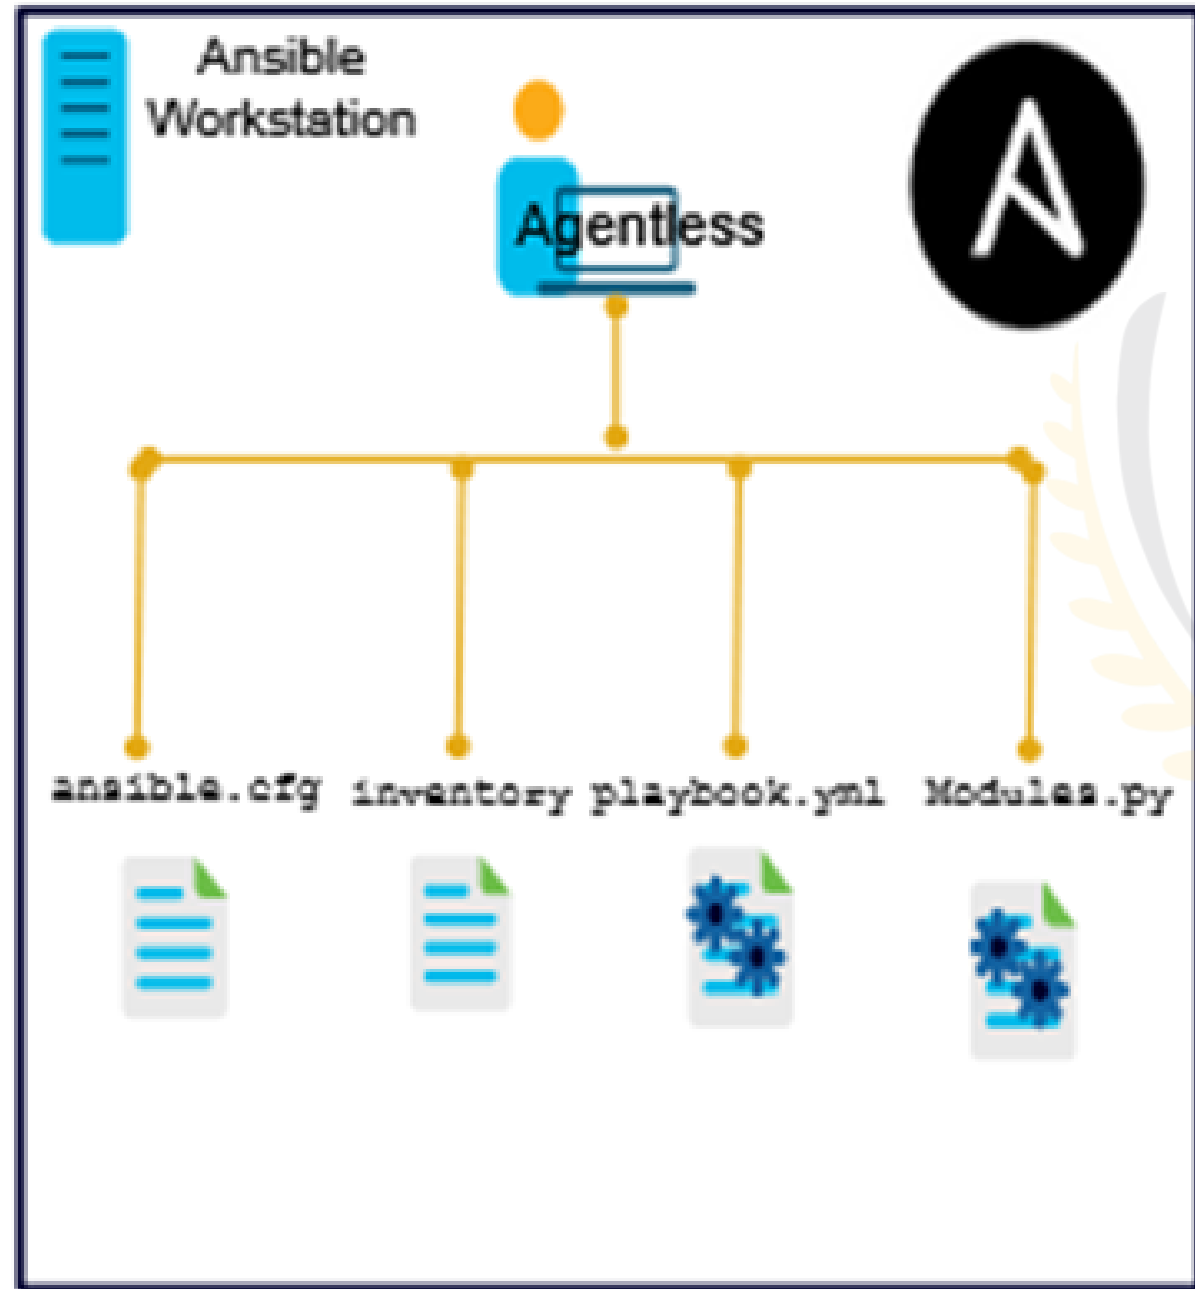 Ansible
Workstation
Agentless
ansible.cfg inventory playbook.yml Modules.py